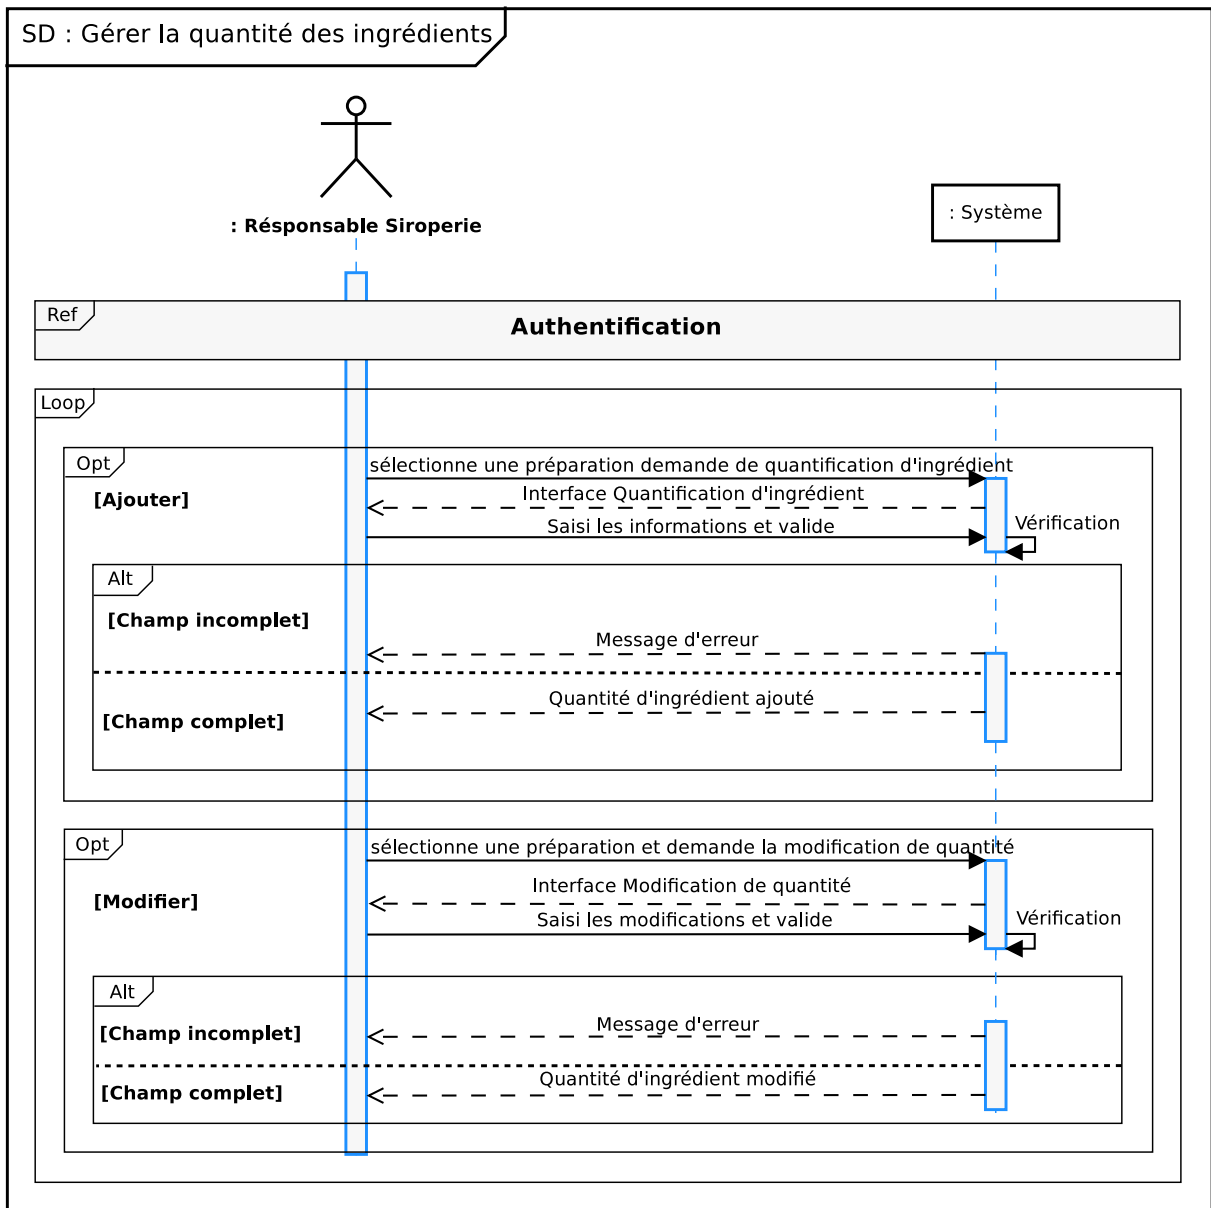 SD : Gérer la quantité des ingrédients
: Résponsable Siroperie
: Système
Ref
Authentification
Loop
Opt
sélectionne une préparation demande de quantification d'ingrédient
[Ajouter]
Interface Quantification d'ingrédient
Saisi les informations et valide
Vérification
Alt
[Champ incomplet]
Message d'erreur
Quantité d'ingrédient ajouté
[Champ complet]
Opt
sélectionne une préparation et demande la modification de quantité
Interface Modification de quantité
[Modifier]
Saisi les modifications et valide
Vérification
Alt
Message d'erreur
[Champ incomplet]
Quantité d'ingrédient modifié
[Champ complet]